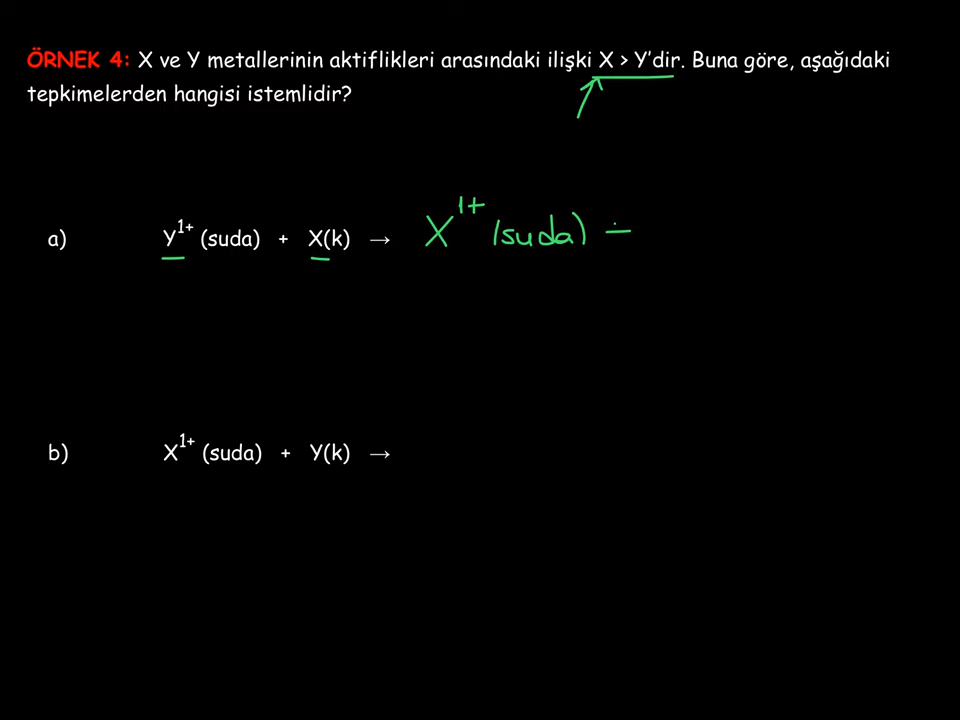 ÖRNEK 4: X ve Y metallerinin aktiflikleri arasındaki ilişki X > Y'dir. Buna göre, aşağıdaki
tepkimelerden hangisi istemlidir?
a) Y¹⁺ (suda) + X(k) → X¹⁺ (suda) –
b) X¹⁺ (suda) + Y(k) →